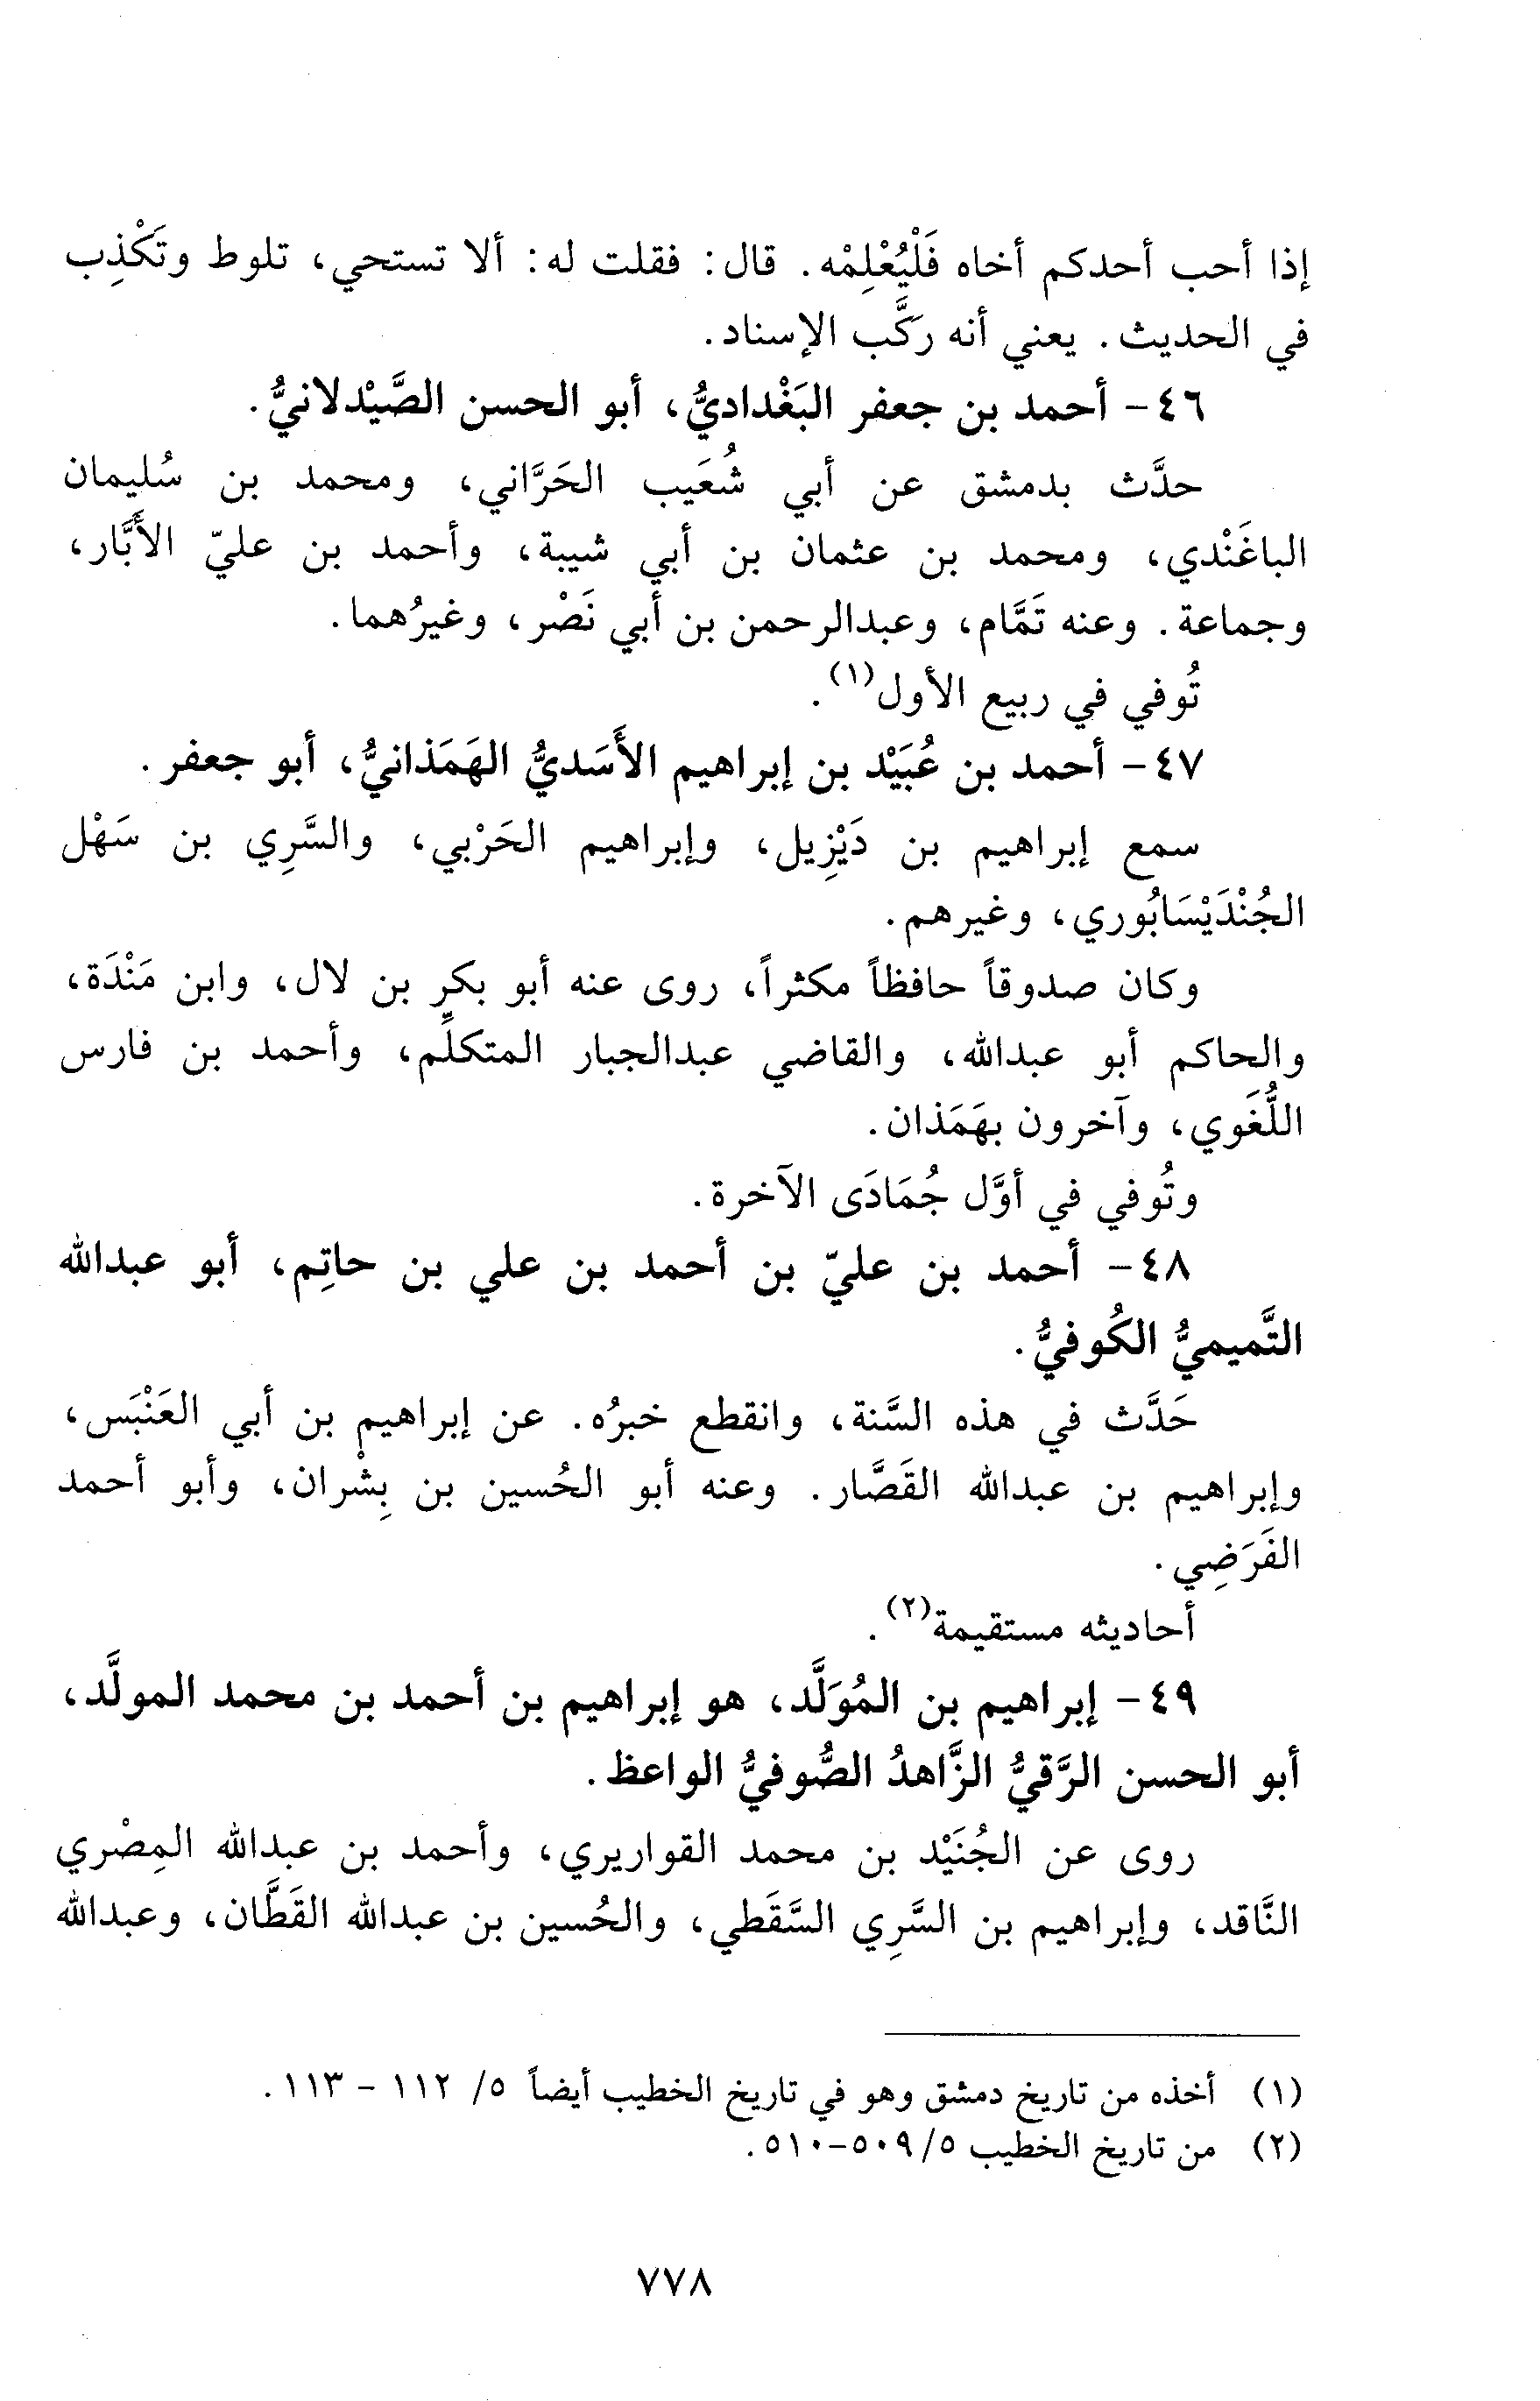 إذا أحب أحدكم أخاه فَلْيُعْلِمْه. قال: فقلت له: ألا تستحي، تلوط وتَكْذِب
في الحديث. يعني أنه ركَّب الإسناد.
٤٦- أحمد بن جعفر البَغْداديُّ، أبو الحسن الصَّيْدلانيُّ.
حدَّث بدمشق عن أبي شُعَيب الحَرَّاني، ومحمد بن سُليمان
الباغَنْدي، ومحمد بن عثمان بن أبي شيبة، وأحمد بن عليّ الأبَّار،
وجماعة. وعنه تَمَّام، وعبدالرحمن بن أبي نَصْر، وغيرُهما.
تُوفي في ربيع الأول(١).
٤٧- أحمد بن عُبَيْد بن إبراهيم الأَسَديُّ الهَمَذانيُّ، أبو جعفر.
سمع إبراهيم بن دَيْزِيل، وإبراهيم الحَرْبي، والسَّرِي بن سَهْل
الجُنْدَيْسَابُوري، وغيرهم.
وكان صدوقاً حافظاً مكثراً، روى عنه أبو بكر بن لال، وابن مَنْدَة،
والحاكم أبو عبدالله، والقاضي عبدالجبار المتكلِّم، وأحمد بن فارس
اللُّغَوي، وآخرون بهَمَذان.
وتُوفي في أوَّل جُمَادَى الآخرة.
٤٨- أحمد بن عليّ بن أحمد بن علي بن حاتِم، أبو عبدالله
التَّميميُّ الكُوفيُّ.
حَدَّث في هذه السَّنة، وانقطع خبرُه. عن إبراهيم بن أبي العَنْبَس،
وإبراهيم بن عبدالله القَصَّار. وعنه أبو الحُسين بن بِشْران، وأبو أحمد
الفَرَضِي.
أحاديثه مستقيمة(٢).
٤٩- إبراهيم بن المُوَلَّد، هو إبراهيم بن أحمد بن محمد المولَّد،
أبو الحسن الرَّقيُّ الزَّاهدُ الصُّوفيُّ الواعظ.
روى عن الجُنَيْد بن محمد القواريري، وأحمد بن عبدالله المِصْري
النَّاقد، وإبراهيم بن السَّرِي السَّقَطي، والحُسين بن عبدالله القَطَّان، وعبدالله
(١) أخذه من تاريخ دمشق وهو في تاريخ الخطيب أيضاً ٥/ ١١٢ - ١١٣.
(٢) من تاريخ الخطيب ٥/ ٥٠٩-٥١٠.
٧٧٨